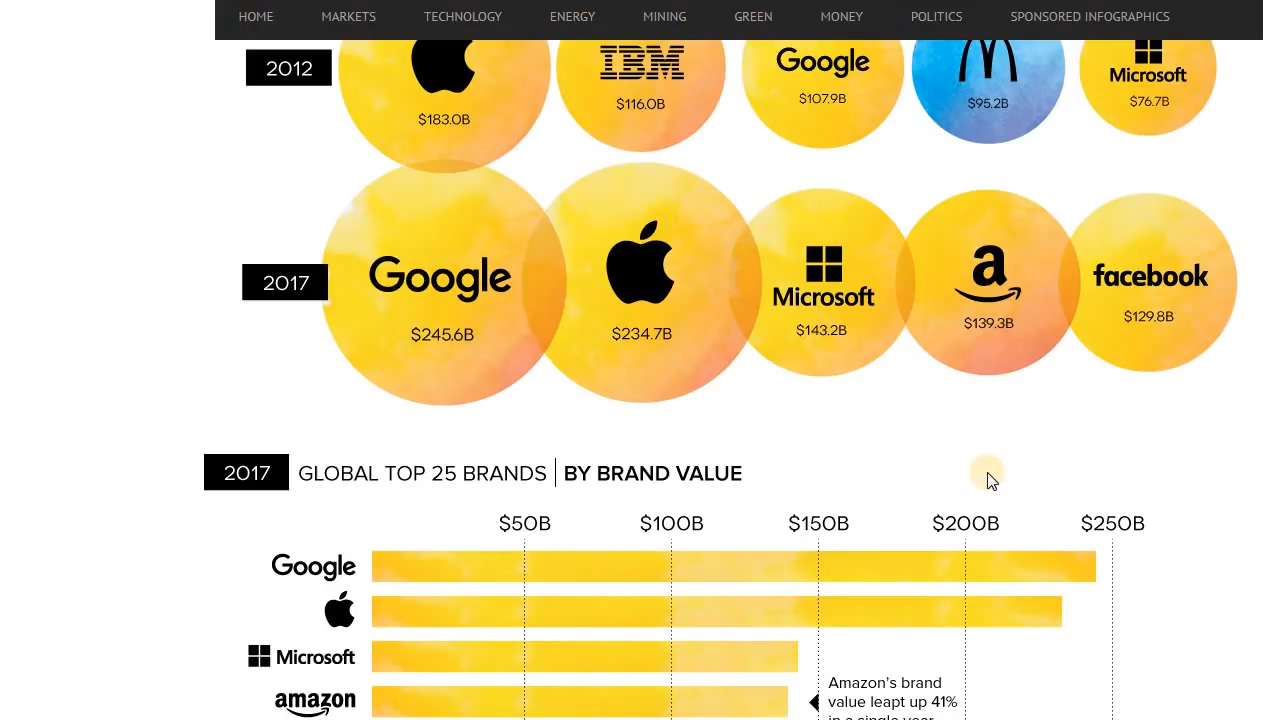 HOME MARKETS TECHNOLOGY ENERGY MINING GREEN MONEY POLITICS SPONSORED INFOGRAPHICS
2012
IBM Google Microsoft
$183.0B $116.0B $107.9B $95.2B $76.7B
2017
Google Microsoft a facebook
$245.6B $234.7B $143.2B $139.3B $129.8B
2017 GLOBAL TOP 25 BRANDS | BY BRAND VALUE
$50B $100B $150B $200B $250B
Google
Microsoft
amazon
Amazon's brand
value leapt up 41%
in a single year